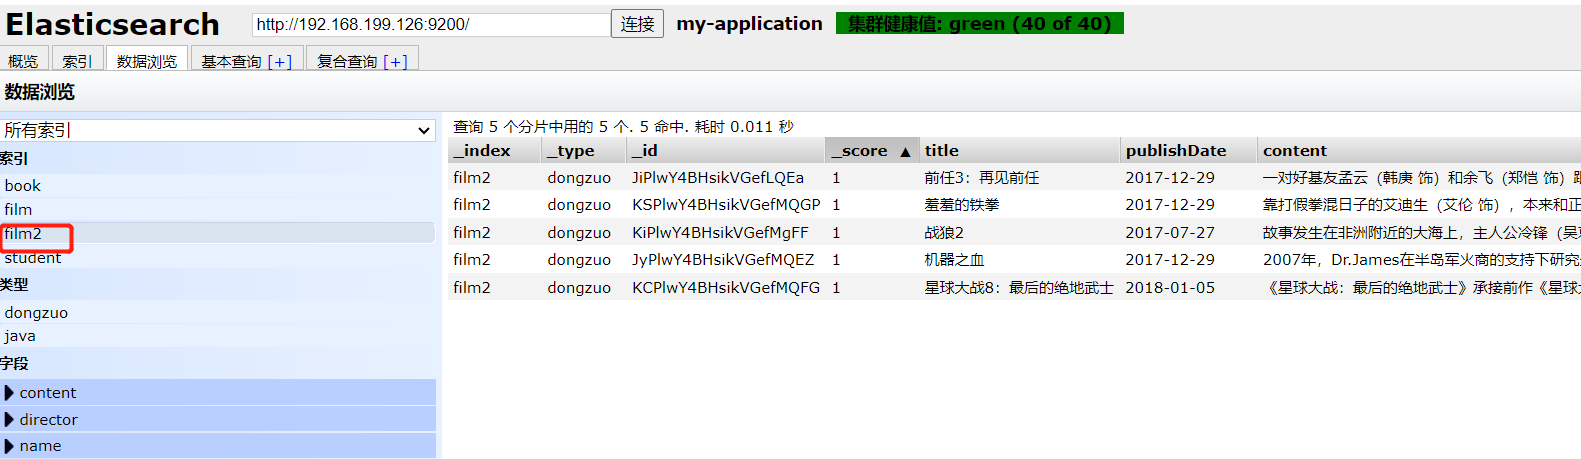 Elasticsearch http://192.168.199.126:9200/ 连接 my-application 集群健康值: green (40 of 40)
概览 索引 数据浏览 基本查询 [+] 复合查询 [+]
数据浏览
所有索引
索引
book
film
film2
student
类型
dongzuo
java
字段
content
director
name
查询 5 个分片中用的 5 个. 5 命中. 耗时 0.011 秒
_index _type _id _score ▲ title publishDate content
film2 dongzuo JiPlwY4BHsikVGefLQEa 1 前任3：再见前任 2017-12-29 一对好基友孟云（韩庚 饰）和余飞（郑恺 饰）跟
film2 dongzuo KSPlwY4BHsikVGefMQGP 1 羞羞的铁拳 2017-12-29 靠打假拳混日子的艾迪生（艾伦 饰），本来和正
film2 dongzuo KiPlwY4BHsikVGefMgFF 1 战狼2 2017-07-27 故事发生在非洲附近的大海上，主人公冷锋（吴京
film2 dongzuo JyPlwY4BHsikVGefMQEZ 1 机器之血 2017-12-29 2007年，Dr.James在半岛军火商的支持下研究
film2 dongzuo KCPlwY4BHsikVGefMQFG 1 星球大战8：最后的绝地武士 2018-01-05 《星球大战：最后的绝地武士》承接前作《星球大